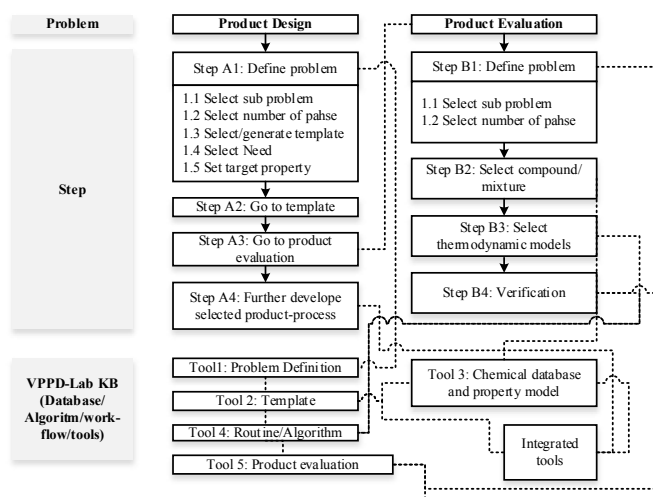 Problem
Product Design
Product Evaluation
Step
Step A1: Define problem
1.1 Select sub problem
1.2 Select number of pahse
1.3 Select/generate template
1.4 Select Need
1.5 Set target property
Step A2: Go to template
Step A3: Go to product
evaluation
Step A4: Further develope
selected product-process
Step B1: Define problem
1.1 Select sub problem
1.2 Select number of pahse
Step B2: Select compound/
mixture
Step B3: Select
thermodynamic models
Step B4: Verification
VPPD-Lab KB
(Database/
Algoritm/work-
flow/tools)
Tool1: Problem Definition
Tool 2: Template
Tool 4: Routine/Algorithm
Tool 5: Product evaluation
Tool 3: Chemical database
and property model
Integrated
tools